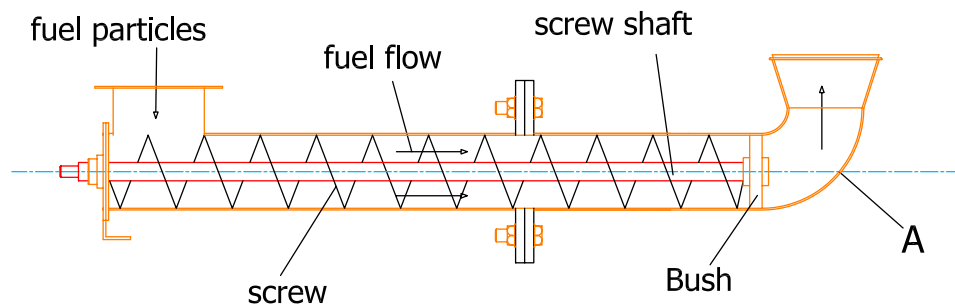 fuel particles
fuel flow
screw shaft
A
Bush
screw